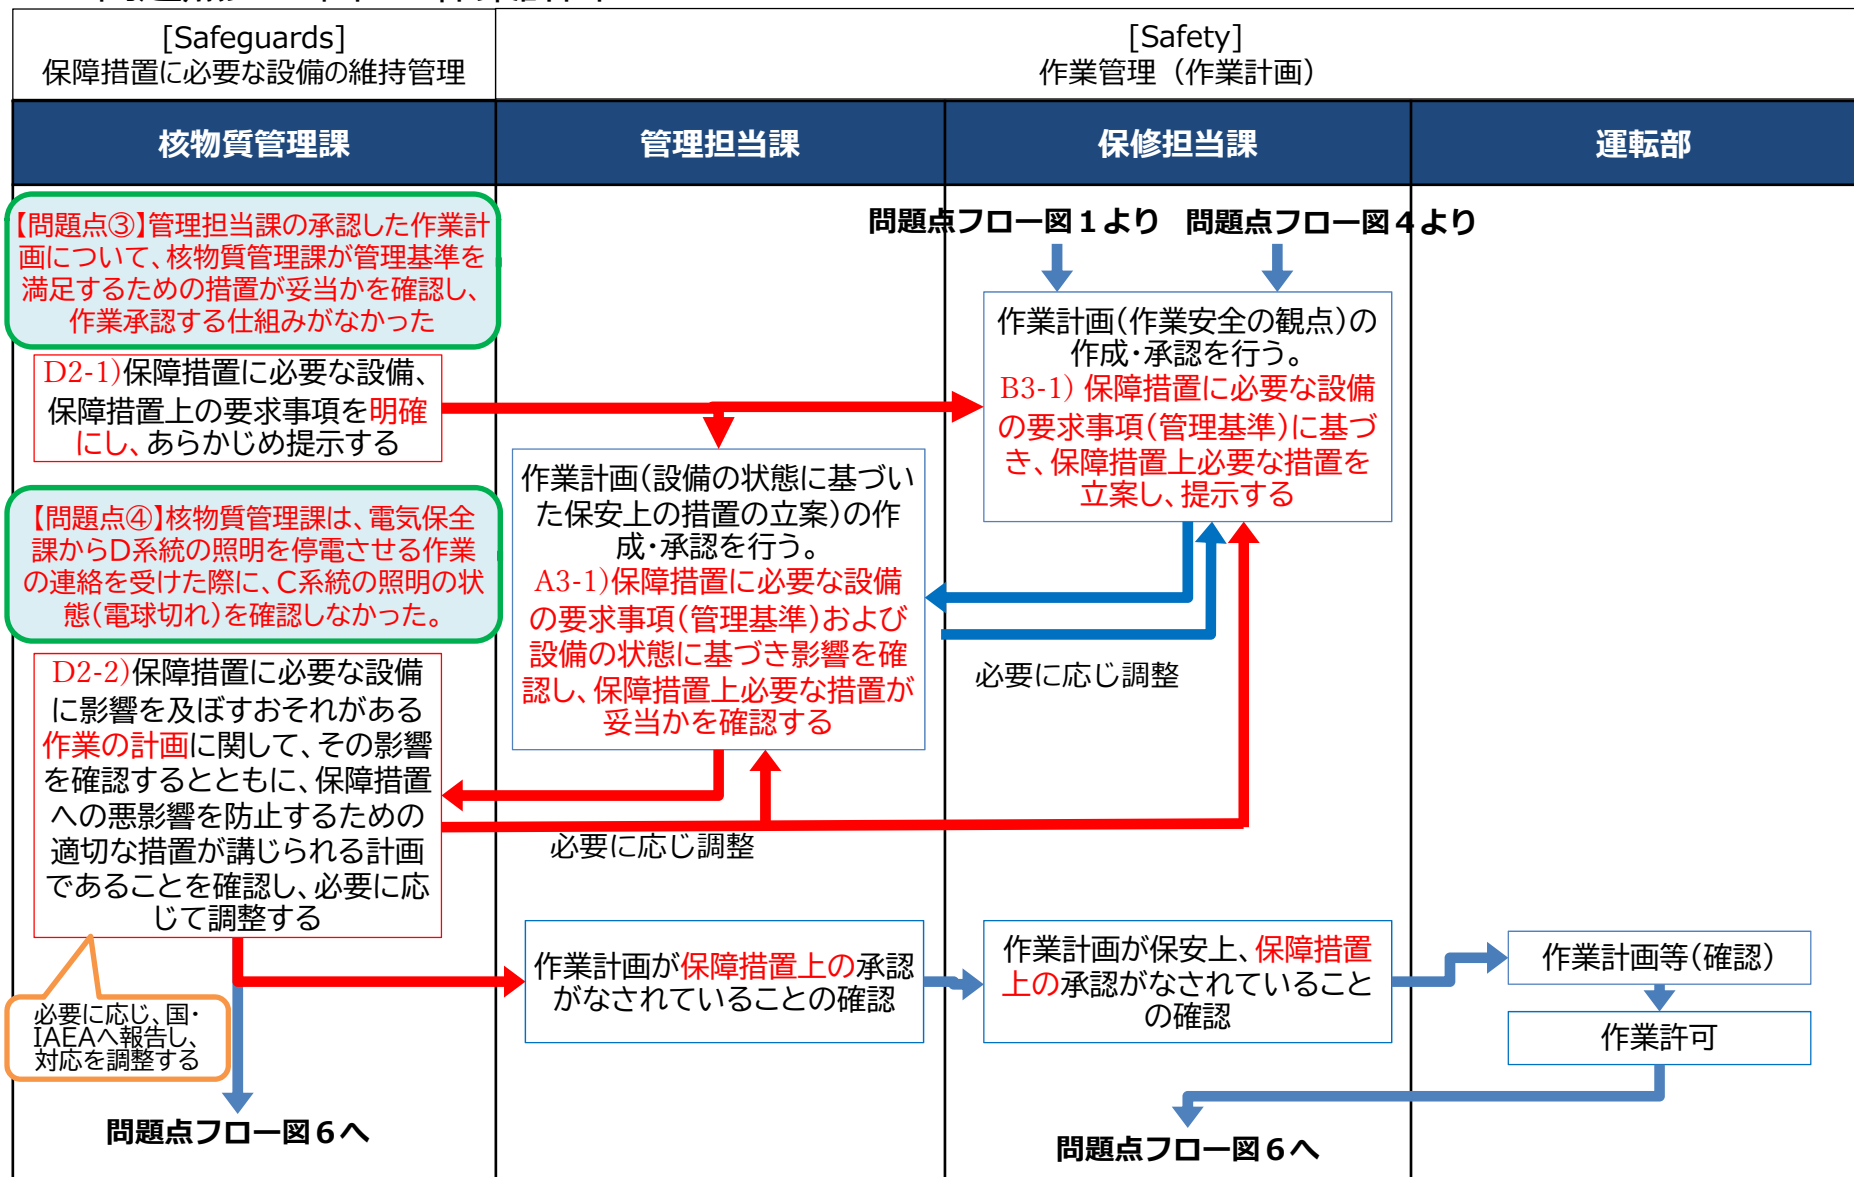 [Safeguards]
保障措置に必要な設備の維持管理
[Safety]
作業管理（作業計画）
核物質管理課
管理担当課
保修担当課
運転部
【問題点③】管理担当課の承認した作業計
画について、核物質管理課が管理基準を
満足するための措置が妥当かを確認し、
作業承認する仕組みがなかった
D2-1)保障措置に必要な設備、
保障措置上の要求事項を明確
にし、あらかじめ提示する
【問題点④】核物質管理課は、電気保全
課からD系統の照明を停電させる作業
の連絡を受けた際に、C系統の照明の状
態(電球切れ)を確認しなかった。
D2-2)保障措置に必要な設備
に影響を及ぼすおそれがある
作業の計画に関して、その影響
を確認するとともに、保障措置
への悪影響を防止するための
適切な措置が講じられる計画
であることを確認し、必要に応
じて調整する
必要に応じ、国・
IAEAへ報告し、
対応を調整する
問題点フロー図６へ
作業計画(設備の状態に基づい
た保安上の措置の立案)の作
成・承認を行う。
A3-1)保障措置に必要な設備
の要求事項(管理基準)および
設備の状態に基づき影響を確
認し、保障措置上必要な措置が
妥当かを確認する
必要に応じ調整
作業計画が保障措置上の承認
がなされていることの確認
問題点フロー図１より
問題点フロー図４より
作業計画(作業安全の観点)の
作成・承認を行う。
B3-1) 保障措置に必要な設備
の要求事項(管理基準)に基づ
き、保障措置上必要な措置を
立案し、提示する
必要に応じ調整
作業計画が保安上、保障措置
上の承認がなされていること
の確認
作業計画等(確認)
作業許可
問題点フロー図６へ